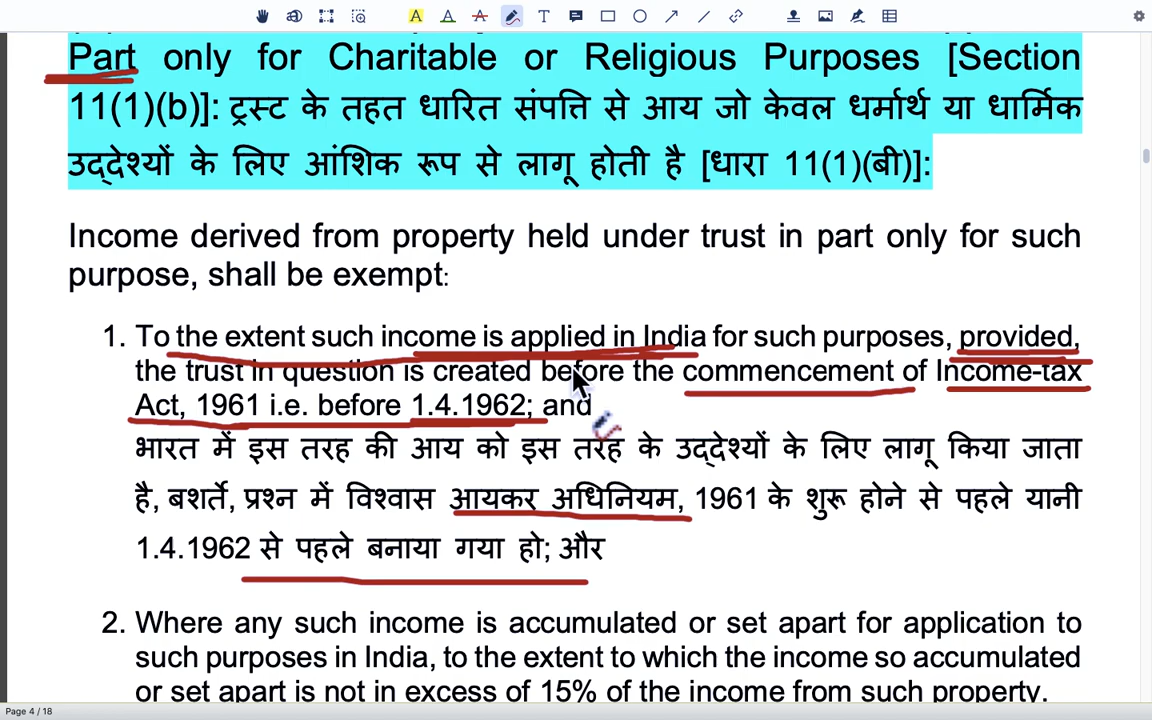 Part only for Charitable or Religious Purposes [Section
11(1)(b)]: ट्रस्ट के तहत धारित संपत्ति से आय जो केवल धर्मार्थ या धार्मिक
उद्देश्यों के लिए आंशिक रूप से लागू होती है [धारा 11(1)(बी)]:
Income derived from property held under trust in part only for such
purpose, shall be exempt:
1. To the extent such income is applied in India for such purposes, provided,
the trust in question is created before the commencement of Income-tax
Act, 1961 i.e. before 1.4.1962; and
भारत में इस तरह की आय को इस तरह के उद्देश्यों के लिए लागू किया जाता
है, बशर्ते, प्रश्न में विश्वास आयकर अधिनियम, 1961 के शुरू होने से पहले यानी
1.4.1962 से पहले बनाया गया हो; और
2. Where any such income is accumulated or set apart for application to
such purposes in India, to the extent to which the income so accumulated
or set apart is not in excess of 15% of the income from such property.
Page 4 / 18